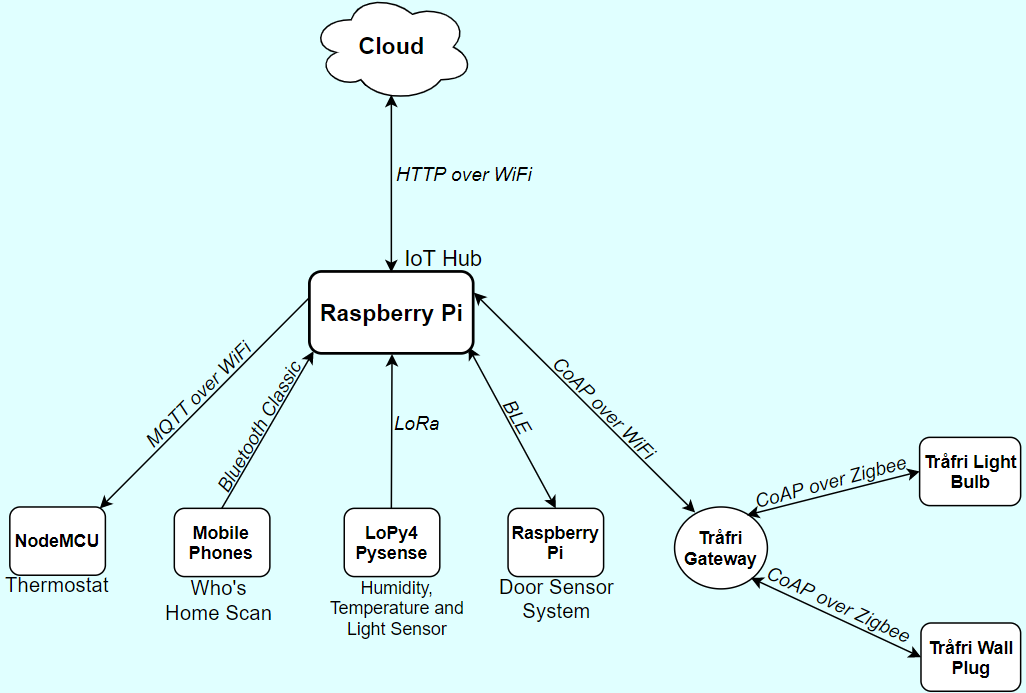 Cloud
HTTP over WiFi
IoT Hub
Raspberry Pi
MQTT over WiFi
Bluetooth Classic
LoRa
BLE
CoAP over WiFi
NodeMCU
Thermostat
Mobile
Phones
Who's
Home Scan
LoPy4
Pysense
Humidity,
Temperature and
Light Sensor
Raspberry
Pi
Door Sensor
System
Tråfri
Gateway
CoAP over Zigbee
Tråfri Light
Bulb
CoAP over Zigbee
Tråfri Wall
Plug